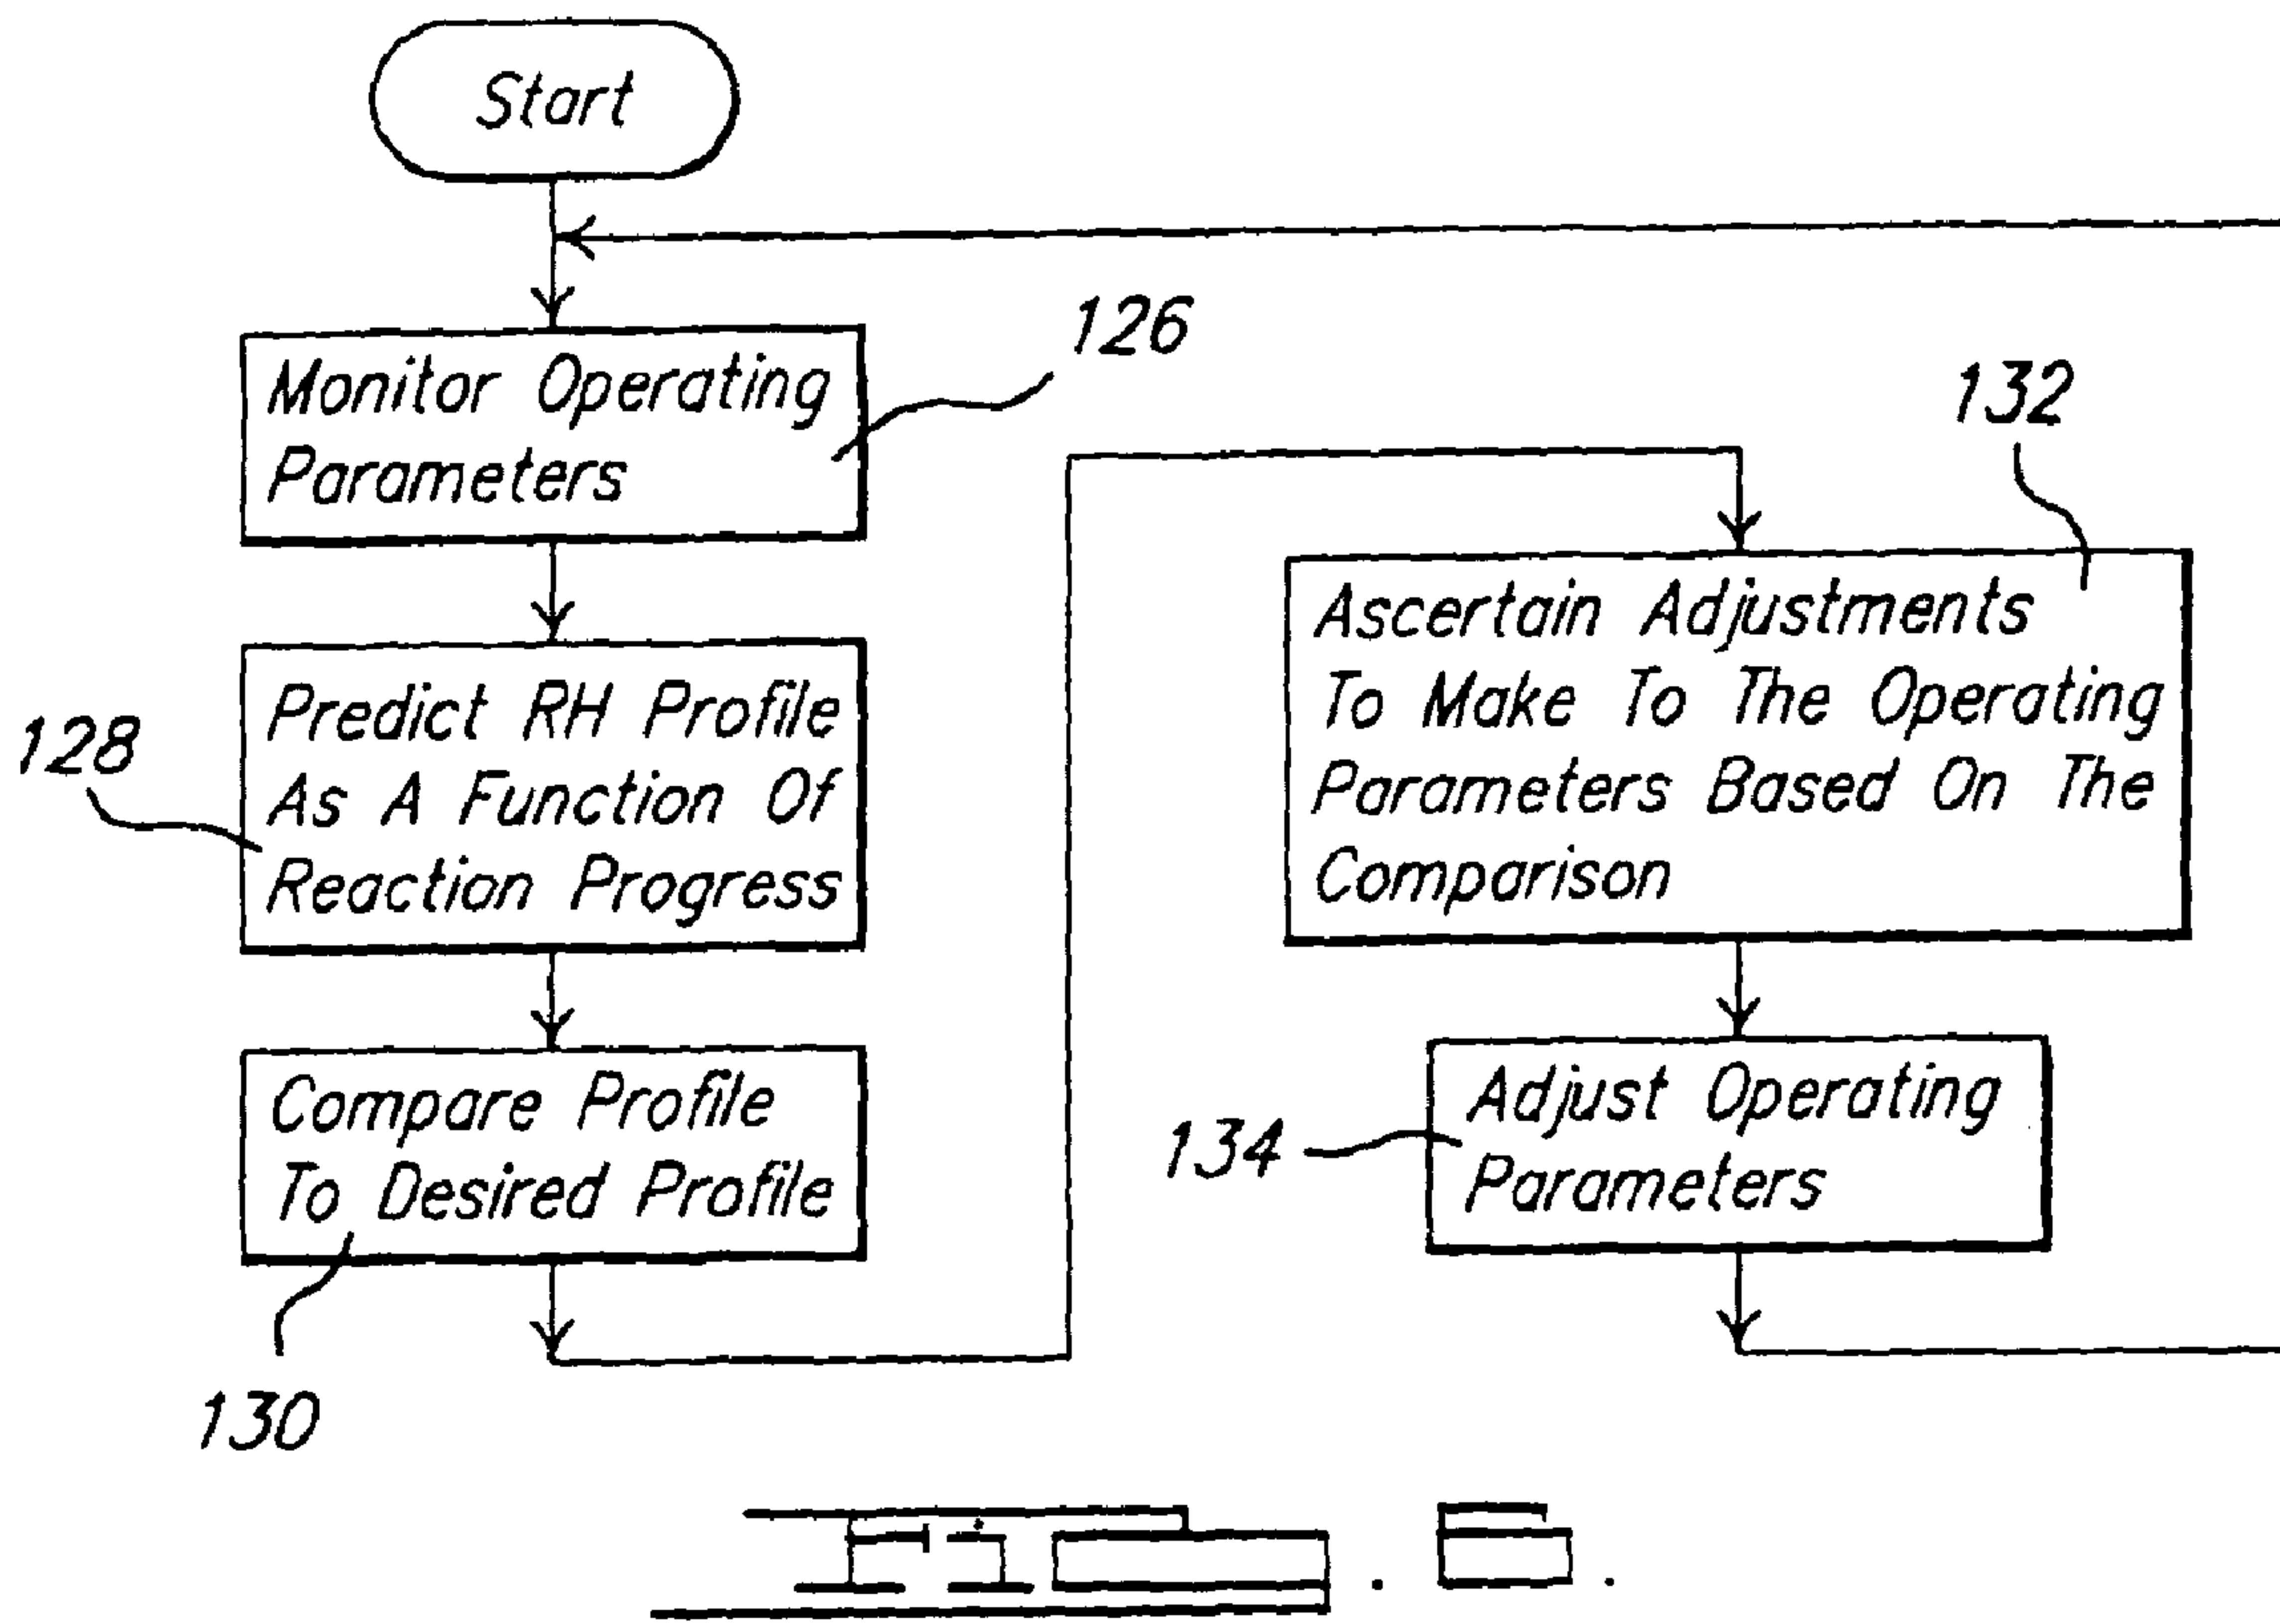 Start
126
Monitor Operating
Parameters
128
Predict RH Profile
As A Function Of
Reaction Progress
Compare Profile
To Desired Profile
130
132
Ascertain Adjustments
To Make To The Operating
Parameters Based On The
Comparison
134
Adjust Operating
Parameters